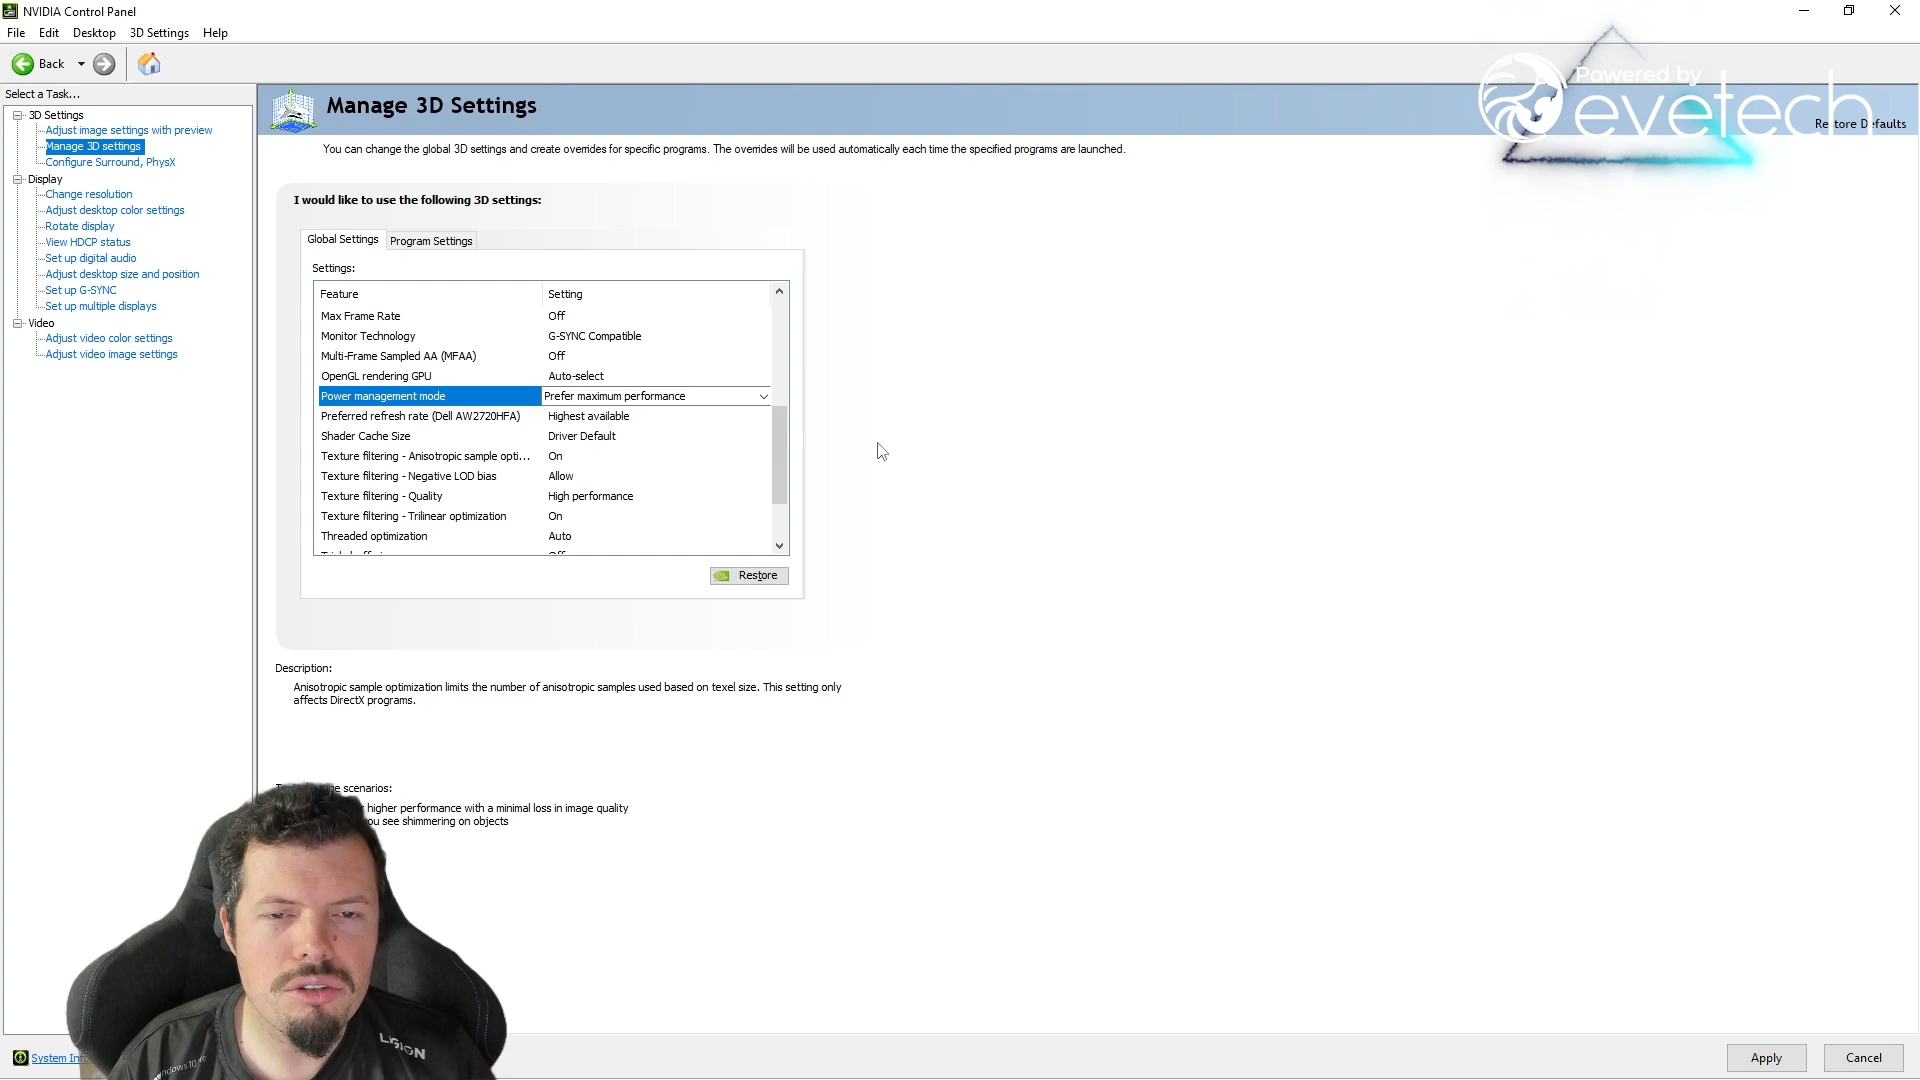 NVIDIA Control Panel
File Edit Desktop 3D Settings Help
Back
Powered by
evetech
Select a Task...
3D Settings
Adjust image settings with preview
Manage 3D settings
Configure Surround, PhysX
Display
Change resolution
Adjust desktop color settings
Rotate display
View HDCP status
Set up digital audio
Adjust desktop size and position
Set up G-SYNC
Set up multiple displays
Video
Adjust video color settings
Adjust video image settings
Manage 3D Settings
Restore Defaults
You can change the global 3D settings and create overrides for specific programs. The overrides will be used automatically each time the specified programs are launched.
I would like to use the following 3D settings:
Global Settings Program Settings
Settings:
Feature Setting
Max Frame Rate Off
Monitor Technology G-SYNC Compatible
Multi-Frame Sampled AA (MFAA) Off
OpenGL rendering GPU Auto-select
Power management mode Prefer maximum performance
Preferred refresh rate (Dell AW2720HFA) Highest available
Shader Cache Size Driver Default
Texture filtering - Anisotropic sample opti... On
Texture filtering - Negative LOD bias Allow
Texture filtering - Quality High performance
Texture filtering - Trilinear optimization On
Threaded optimization Auto
Restore
Description:
Anisotropic sample optimization limits the number of anisotropic samples used based on texel size. This setting only
affects DirectX programs.
scenarios:
higher performance with a minimal loss in image quality
you see shimmering on objects
LEGION
System
Apply Cancel